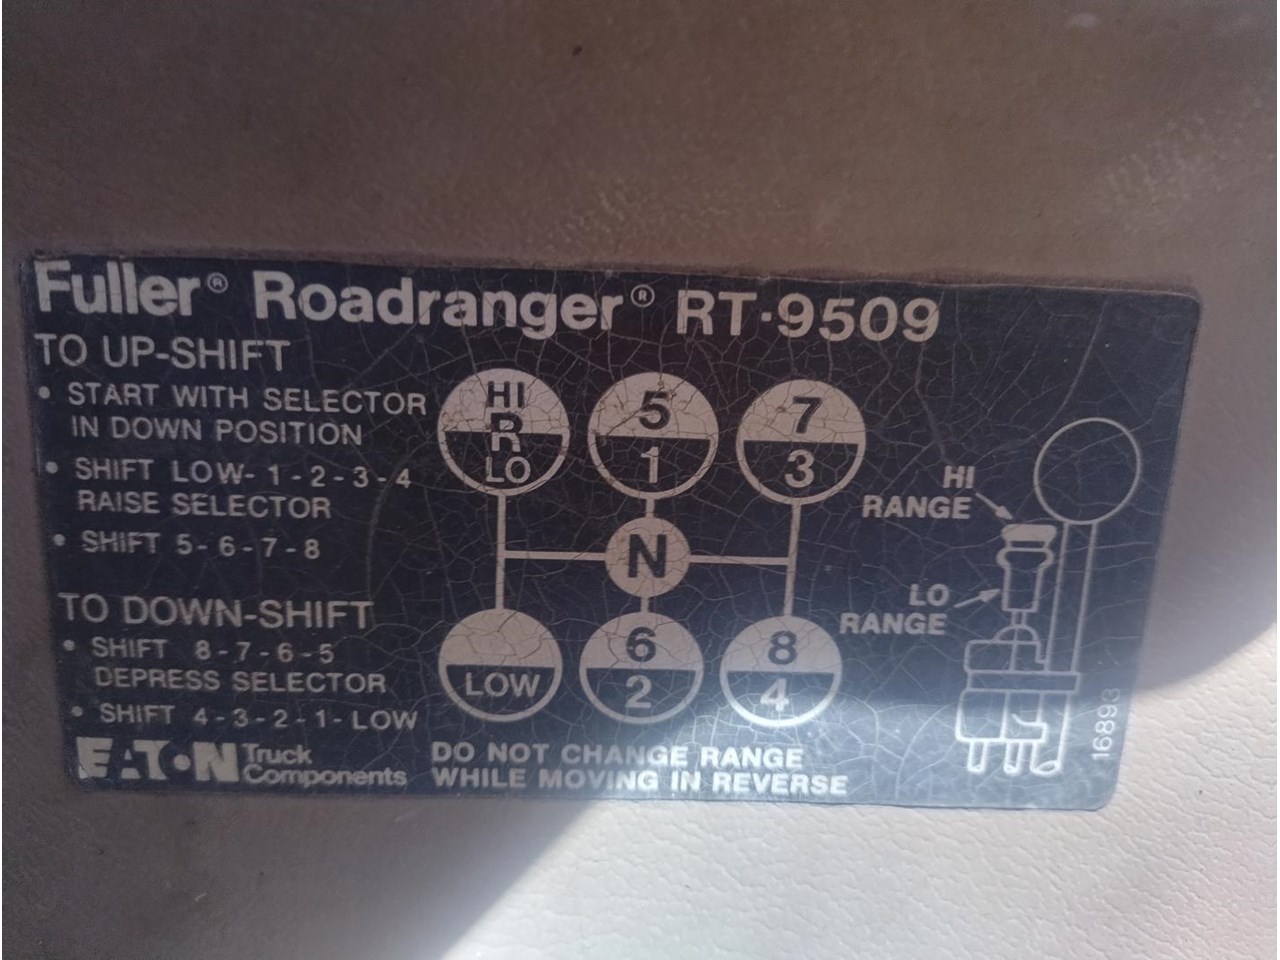 Fuller® Roadranger® RT-9509
TO UP-SHIFT
• START WITH SELECTOR
IN DOWN POSITION
• SHIFT LOW- 1 - 2 - 3 - 4
RAISE SELECTOR
• SHIFT 5 - 6 - 7 - 8
TO DOWN-SHIFT
• SHIFT 8 - 7 - 6 - 5
DEPRESS SELECTOR
• SHIFT 4 - 3 - 2 - 1 - LOW
EATON Truck
Components
HI
R
LO
5
1
7
3
N
LOW
6
2
8
4
HI
RANGE
LO
RANGE
DO NOT CHANGE RANGE
WHILE MOVING IN REVERSE
16893